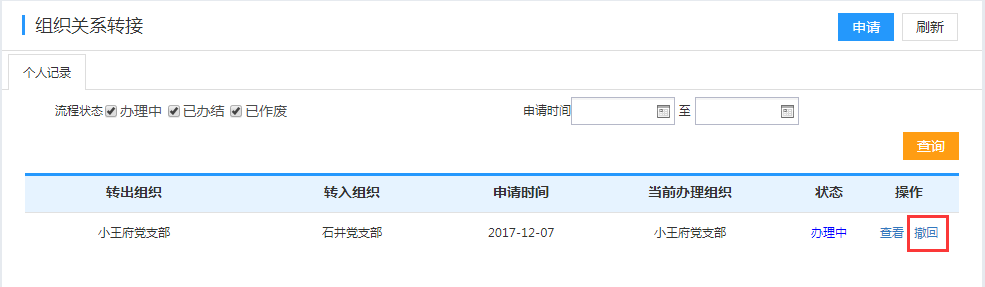 组织关系转接 申请 刷新
个人记录
流程状态 办理中 已办结 已作废 申请时间 至
查询
转出组织 转入组织 申请时间 当前办理组织 状态 操作
小王府党支部 石井党支部 2017-12-07 小王府党支部 办理中 查看 撤回